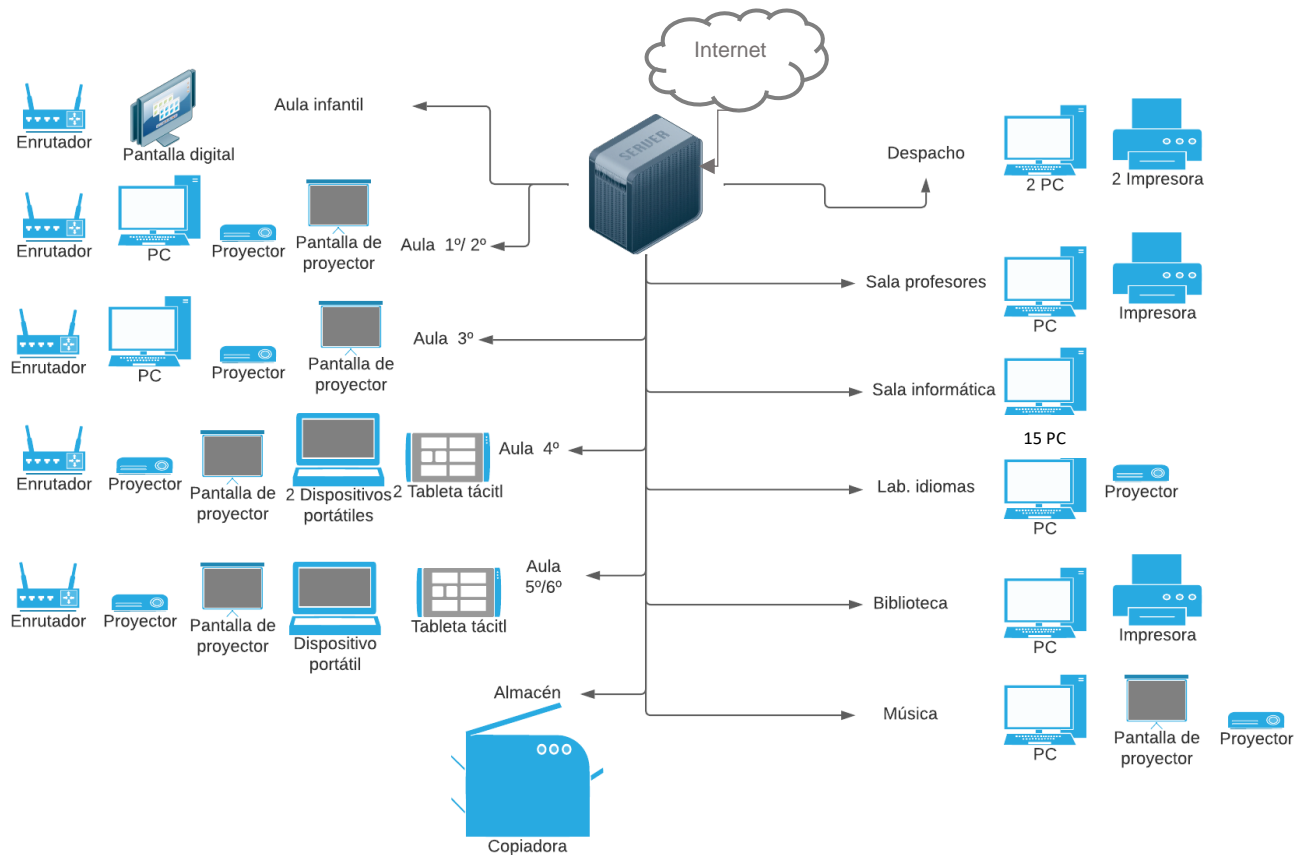 Internet
SERVER
Aula infantil
Enrutador
Pantalla digital
Enrutador
PC
Proyector
Pantalla de
proyector
Aula 1º/ 2º
Enrutador
PC
Proyector
Pantalla de
proyector
Aula 3º
Enrutador
Proyector
Pantalla de
proyector
2 Dispositivos
portátiles
2 Tableta tácitl
Aula 4º
Enrutador
Proyector
Pantalla de
proyector
Dispositivo
portátil
Tableta tácitl
Aula
5º/6º
Almacén
Copiadora
Despacho
2 PC
2 Impresora
Sala profesores
PC
Impresora
Sala informática
15 PC
Lab. idiomas
PC
Proyector
Biblioteca
PC
Impresora
Música
PC
Pantalla de
proyector
Proyector